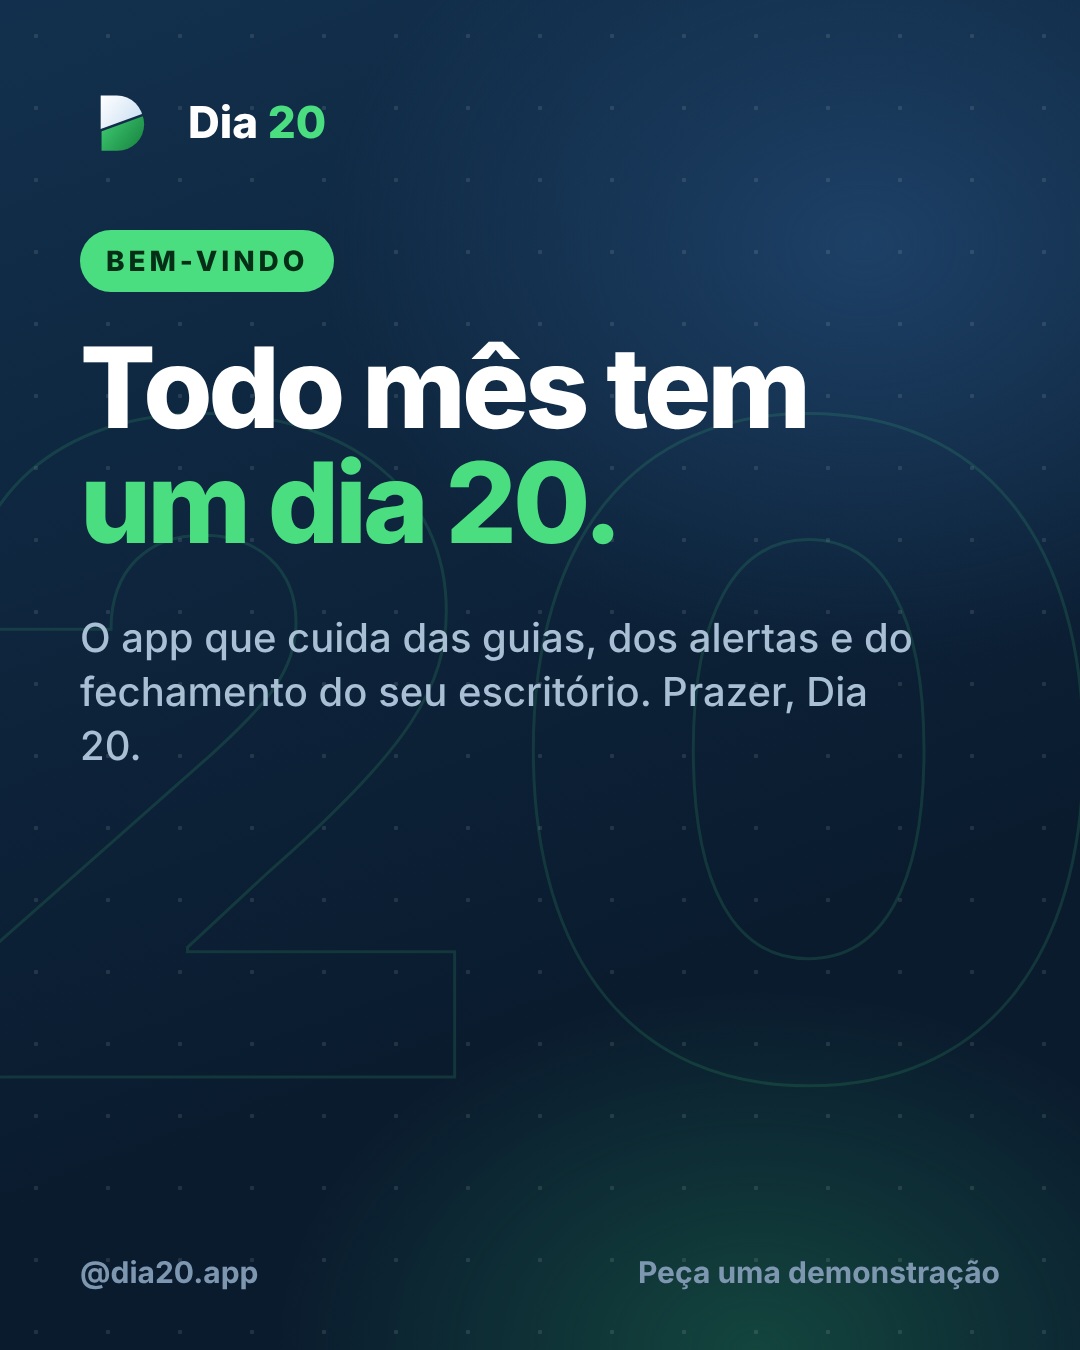 Dia 20
BEM-VINDO
Todo mês tem
um dia 20.
O app que cuida das guias, dos alertas e do
fechamento do seu escritório. Prazer, Dia
20.
@dia20.app
Peça uma demonstração
20